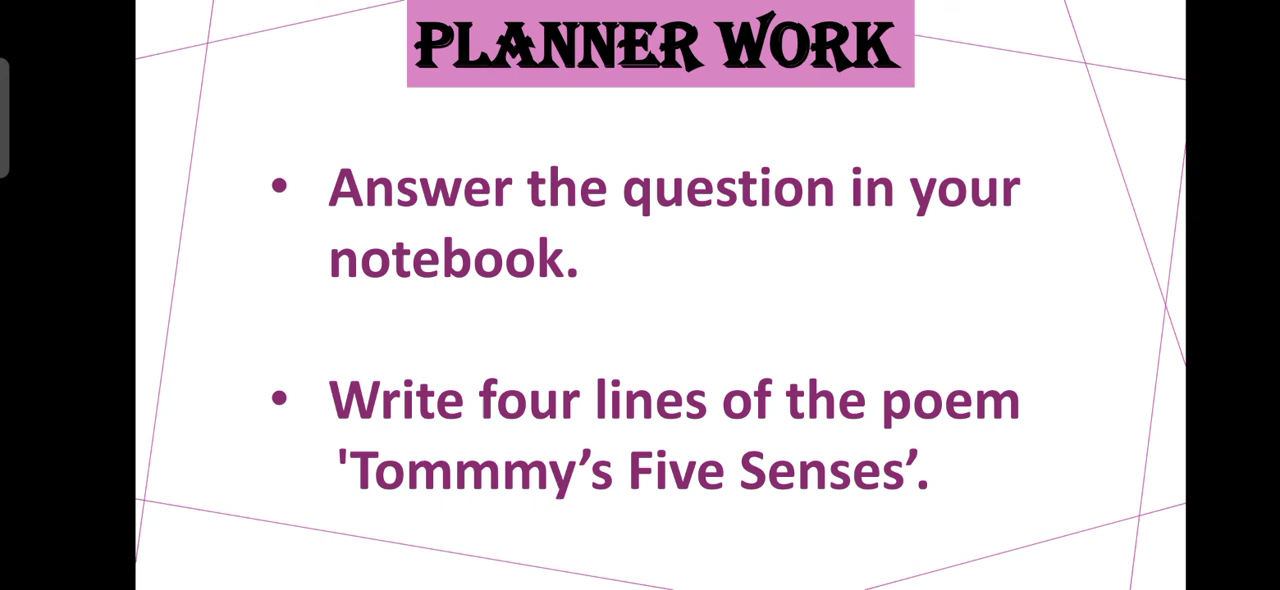 PLANNER WORK
• Answer the question in your
notebook.
• Write four lines of the poem
'Tommmy’s Five Senses’.